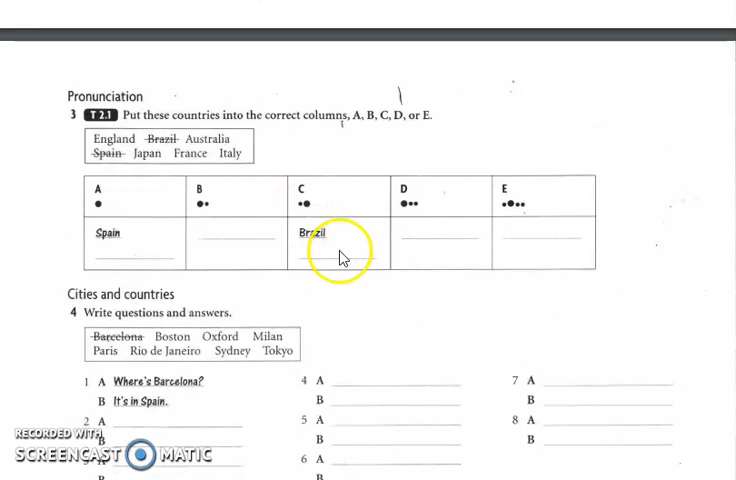 Pronunciation
3 T 2.1 Put these countries into the correct columns, A, B, C, D, or E.
England Brazil Australia
Spain Japan France Italy
A B C D E
Spain Brazil
Cities and countries
4 Write questions and answers.
Barcelona Boston Oxford Milan
Paris Rio de Janeiro Sydney Tokyo
1 A Where's Barcelona? 4 A 7 A
B It's in Spain. B B
2 A 5 A 8 A
B B B
6 A
B B
RECORDED WITH
SCREENCAST MATIC